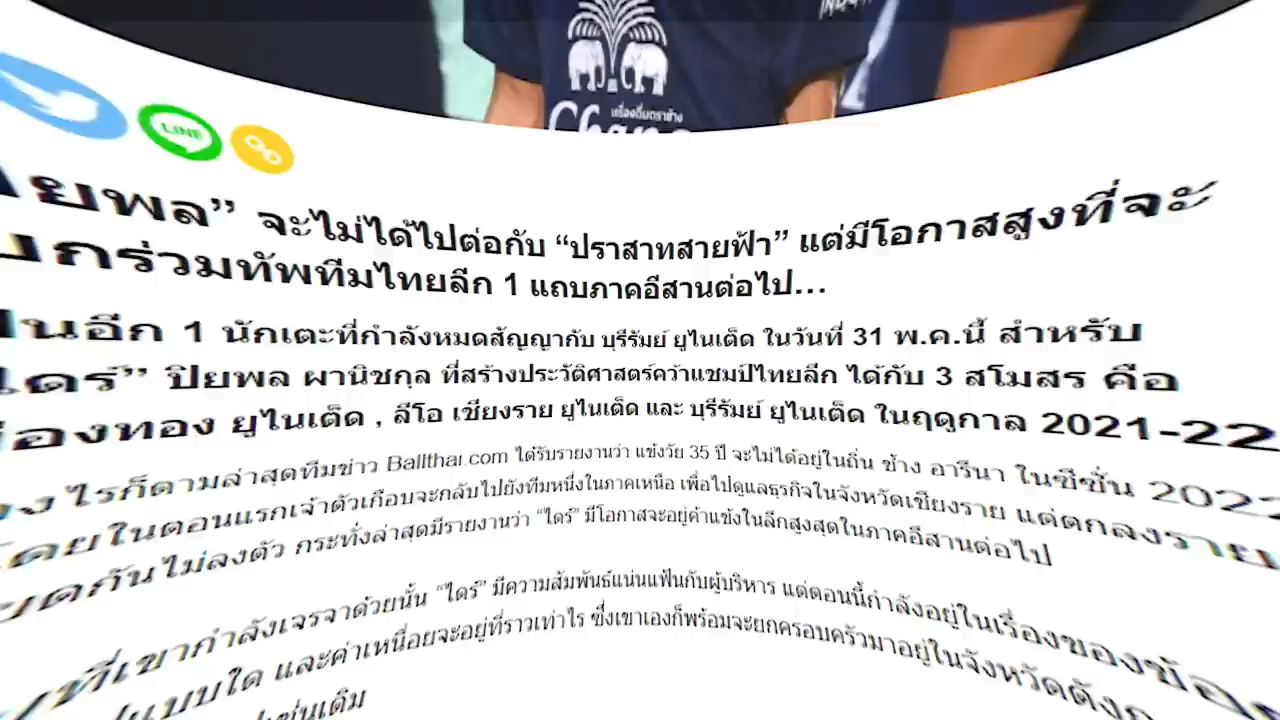 เครื่องดื่มตราช้าง
Chang
LINE
ยพล” จะไม่ได้ไปต่อกับ “ปราสาทสายฟ้า” แต่มีโอกาสสูงที่จะ
กร่วมทัพทีมไทยลีก 1 แถบภาคอีสานต่อไป...
อีก 1 นักเตะที่กำลังหมดสัญญากับ บุรีรัมย์ ยูไนเต็ด ในวันที่ 31 พ.ค.นี้ สำหรับ
ปิยพล ผานิชกุล ที่สร้างประวัติศาสตร์คว้าแชมป์ไทยลีก ได้กับ 3 สโมสร คือ
องทอง ยูไนเต็ด , ลีโอ เชียงราย ยูไนเต็ด และ บุรีรัมย์ ยูไนเต็ด ในฤดูกาล 2021-22
ไรก็ตามล่าสุดทีมข่าว Ballthai.com ได้รับรายงานว่า แข้งวัย 35 ปี จะไม่ได้อยู่ในถิ่น ช้าง อารีนา ในซีซั่น 202
โดยในตอนแรกเจ้าตัวเกือบจะกลับไปยังทีมหนึ่งในภาคเหนือ เพื่อไปดูแลธุรกิจในจังหวัดเชียงราย แต่ตกลงราย
ดกันไม่ลงตัว กระทั่งล่าสุดมีรายงานว่า “ไดร์” มีโอกาสจะอยู่ค้าแข้งในลีกสูงสุดในภาคอีสานต่อไป
ที่เขากำลังเจรจาด้วยนั้น “ไดร์” มีความสัมพันธ์แน่นแฟ้นกับผู้บริหาร แต่ตอนนี้กำลังอยู่ในเรื่องของข้อ
แบบใด และค่าเหนื่อยจะอยู่ที่ราวเท่าไร ซึ่งเขาเองก็พร้อมจะยกครอบครัวมาอยู่ในจังหวัดดัง
เช่นเดิม